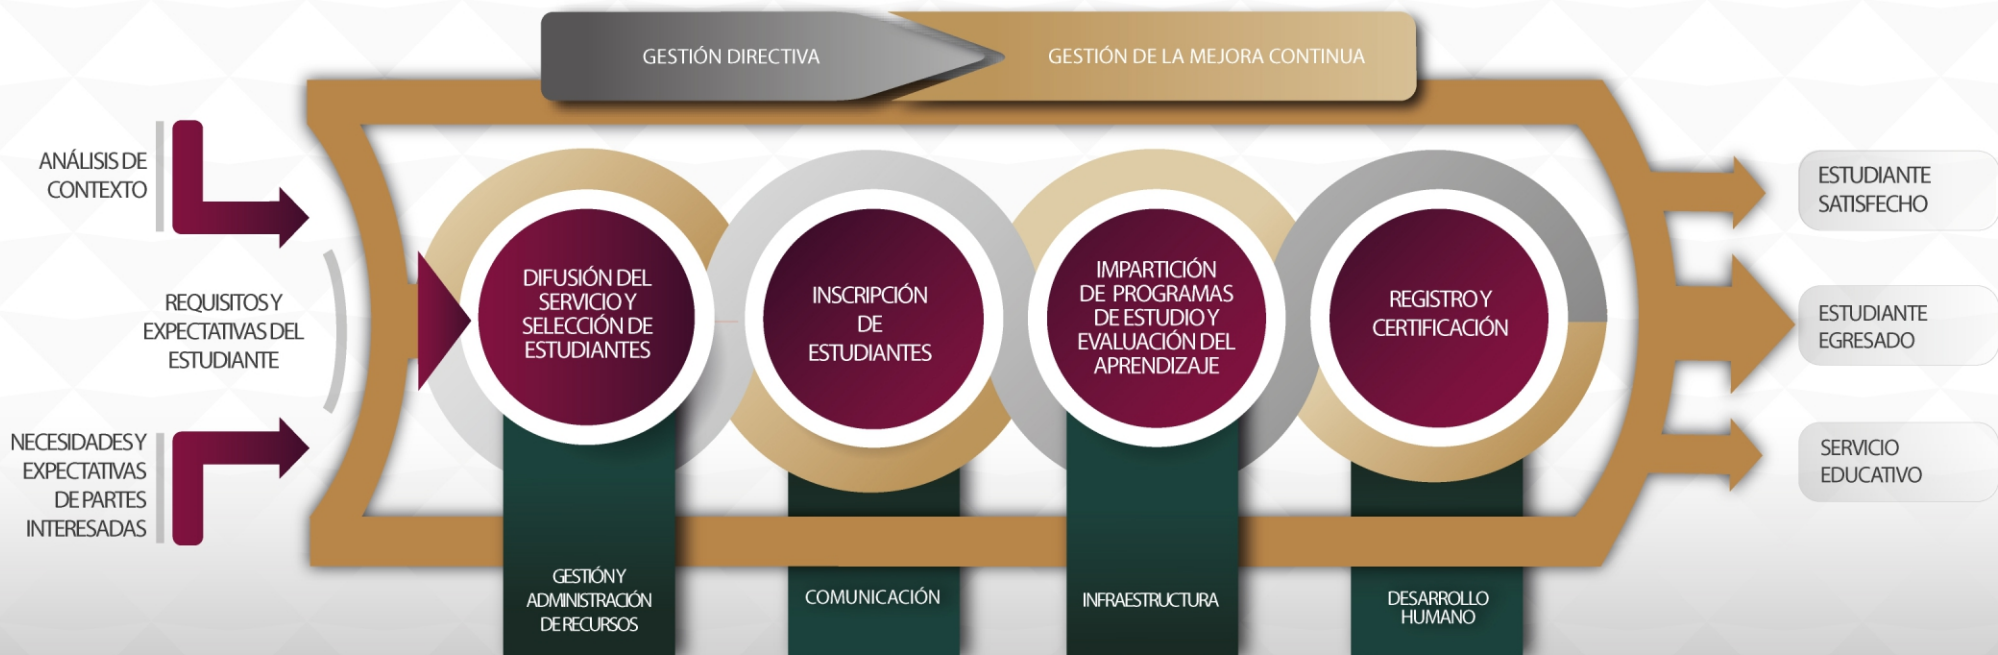 GESTIÓN DIRECTIVA
GESTIÓN DE LA MEJORA CONTINUA
ANÁLISIS DE
CONTEXTO
REQUISITOS Y
EXPECTATIVAS DEL
ESTUDIANTE
NECESIDADES Y
EXPECTATIVAS
DE PARTES
INTERESADAS
DIFUSIÓN DEL
SERVICIO Y
SELECCIÓN DE
ESTUDIANTES
INSCRIPCIÓN
DE
ESTUDIANTES
IMPARTICIÓN
DE PROGRAMAS
DE ESTUDIO Y
EVALUACIÓN DEL
APRENDIZAJE
REGISTRO Y
CERTIFICACIÓN
ESTUDIANTE
SATISFECHO
ESTUDIANTE
EGRESADO
SERVICIO
EDUCATIVO
GESTIÓN Y
ADMINISTRACIÓN
DE RECURSOS
COMUNICACIÓN
INFRAESTRUCTURA
DESARROLLO
HUMANO